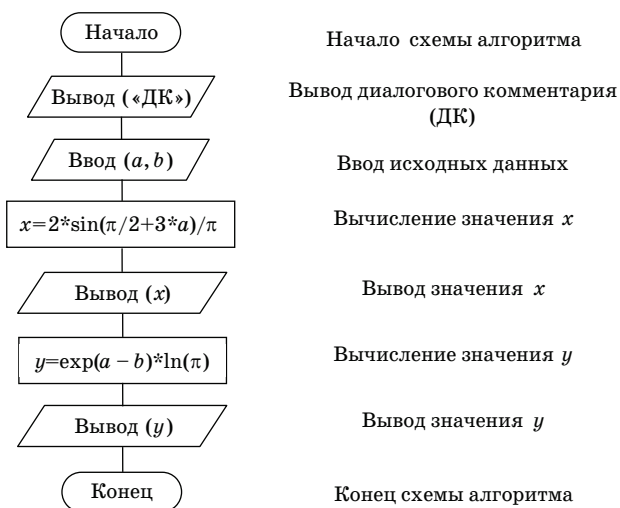 Начало
Начало схемы алгоритма
Вывод («ДК»)
Вывод диалогового комментария
(ДК)
Ввод (a, b)
Ввод исходных данных
x=2*sin(π/2+3*a)/π
Вычисление значения x
Вывод (x)
Вывод значения x
y=exp(a – b)*ln(π)
Вычисление значения y
Вывод (y)
Вывод значения y
Конец
Конец схемы алгоритма